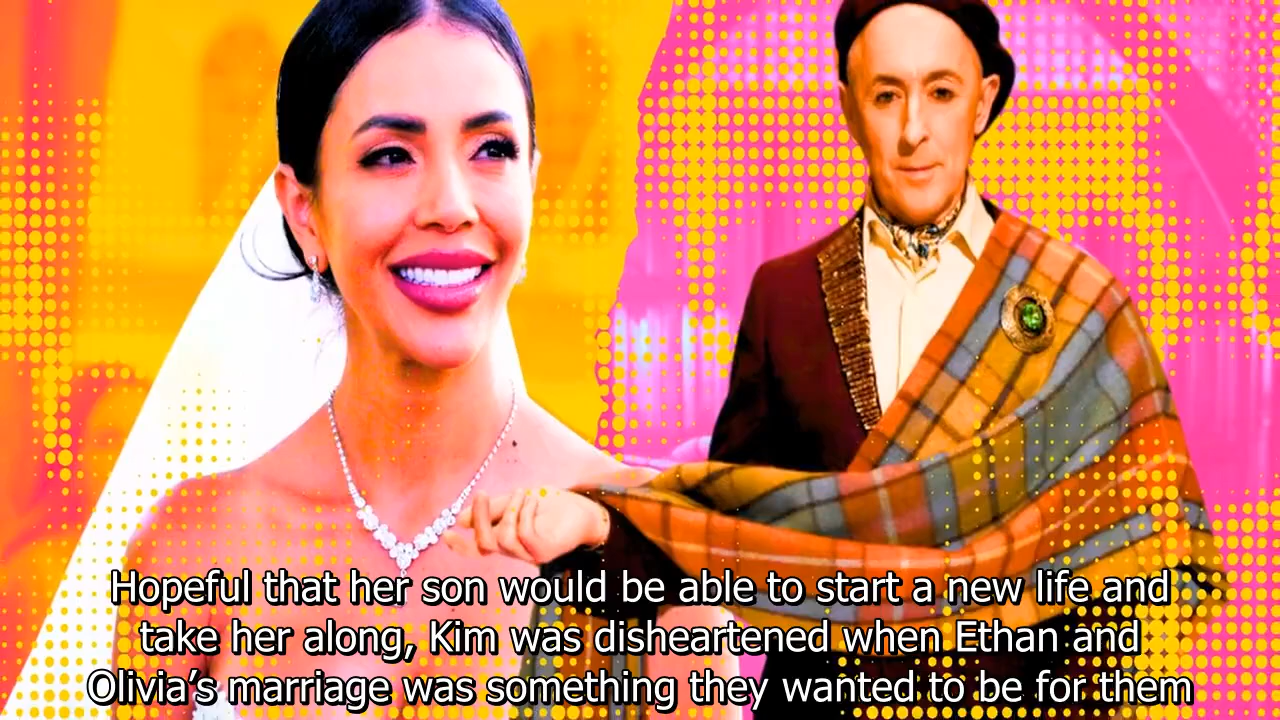 Hopeful that her son would be able to start a new life and
take her along, Kim was disheartened when Ethan and
Olivia’s marriage was something they wanted to be for them